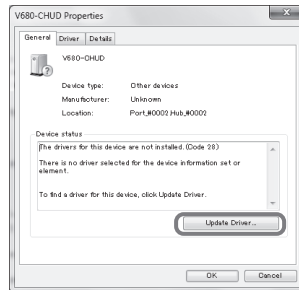 V680-CHUD Properties
General Driver Details
V680-CHUD
Device type: Other devices
Manufacturer: Unknown
Location: Port_#0002.Hub_#0002
Device status
The drivers for this device are not installed. (Code 28)
There is no driver selected for the device information set or
element.
To find a driver for this device, click Update Driver.
Update Driver...
OK Cancel